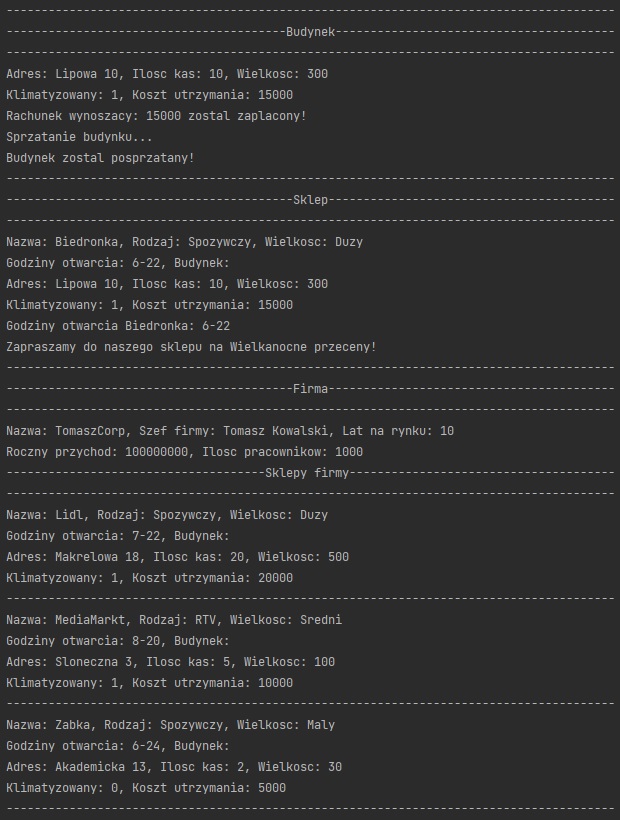 ---------------------------------------------------------------------------------------
----------------------------------------Budynek----------------------------------------
---------------------------------------------------------------------------------------
Adres: Lipowa 10, Ilosc kas: 10, Wielkosc: 300
Klimatyzowany: 1, Koszt utrzymania: 15000
Rachunek wynoszacy: 15000 zostal zaplacony!
Sprzatanie budynku...
Budynek zostal posprzatany!
---------------------------------------------------------------------------------------
-----------------------------------------Sklep-----------------------------------------
---------------------------------------------------------------------------------------
Nazwa: Biedronka, Rodzaj: Spozywczy, Wielkosc: Duzy
Godziny otwarcia: 6-22, Budynek:
Adres: Lipowa 10, Ilosc kas: 10, Wielkosc: 300
Klimatyzowany: 1, Koszt utrzymania: 15000
Godziny otwarcia Biedronka: 6-22
Zapraszamy do naszego sklepu na Wielkanocne przeceny!
---------------------------------------------------------------------------------------
-----------------------------------------Firma-----------------------------------------
---------------------------------------------------------------------------------------
Nazwa: TomaszCorp, Szef firmy: Tomasz Kowalski, Lat na rynku: 10
Roczny przychod: 100000000, Ilosc pracownikow: 1000
-------------------------------------Sklepy firmy--------------------------------------
---------------------------------------------------------------------------------------
Nazwa: Lidl, Rodzaj: Spozywczy, Wielkosc: Duzy
Godziny otwarcia: 7-22, Budynek:
Adres: Makrelowa 18, Ilosc kas: 20, Wielkosc: 500
Klimatyzowany: 1, Koszt utrzymania: 20000
---------------------------------------------------------------------------------------
Nazwa: MediaMarkt, Rodzaj: RTV, Wielkosc: Sredni
Godziny otwarcia: 8-20, Budynek:
Adres: Sloneczna 3, Ilosc kas: 5, Wielkosc: 100
Klimatyzowany: 1, Koszt utrzymania: 10000
---------------------------------------------------------------------------------------
Nazwa: Zabka, Rodzaj: Spozywczy, Wielkosc: Maly
Godziny otwarcia: 6-24, Budynek:
Adres: Akademicka 13, Ilosc kas: 2, Wielkosc: 30
Klimatyzowany: 0, Koszt utrzymania: 5000
---------------------------------------------------------------------------------------